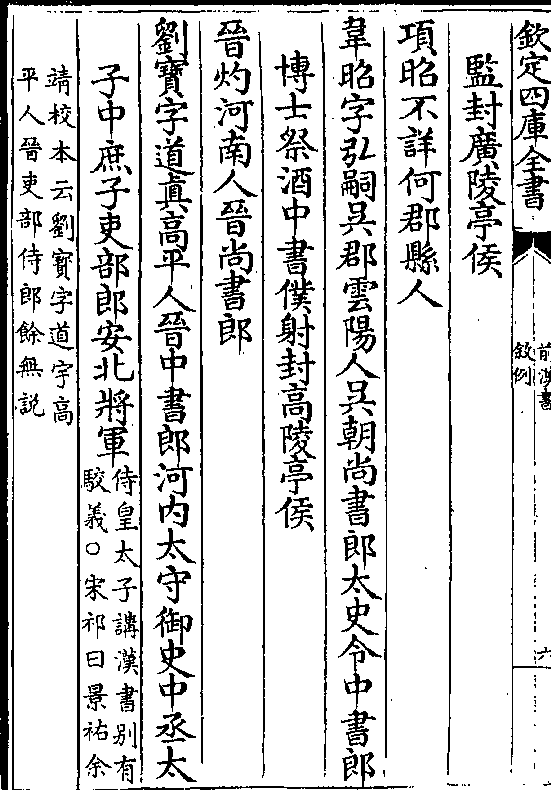 欽定四庫全書
前漢書
敘例
六
監封廣陵亭侯
項昭不詳何郡縣人
韋昭字弘嗣吳郡雲陽人吳朝尚書郎太史令中書郎
博士祭酒中書僕射封高陵亭侯
晉灼河南人晉尚書郎
劉寶字道真高平人晉中書郎河内太守御史中丞太
子中庶子吏部郎安北將軍
侍皇太子講漢書别有
駮義○宋祁曰景祐余
靖校本云劉寳字道字高
平人晉吏部侍郎餘無説